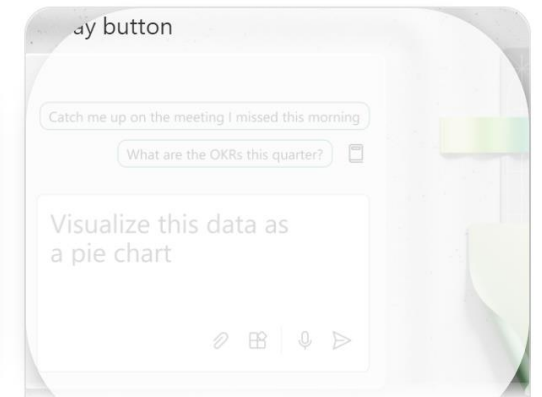 ay button
Catch me up on the meeting I missed this morning
What are the OKRs this quarter?
Visualize this data as
a pie chart